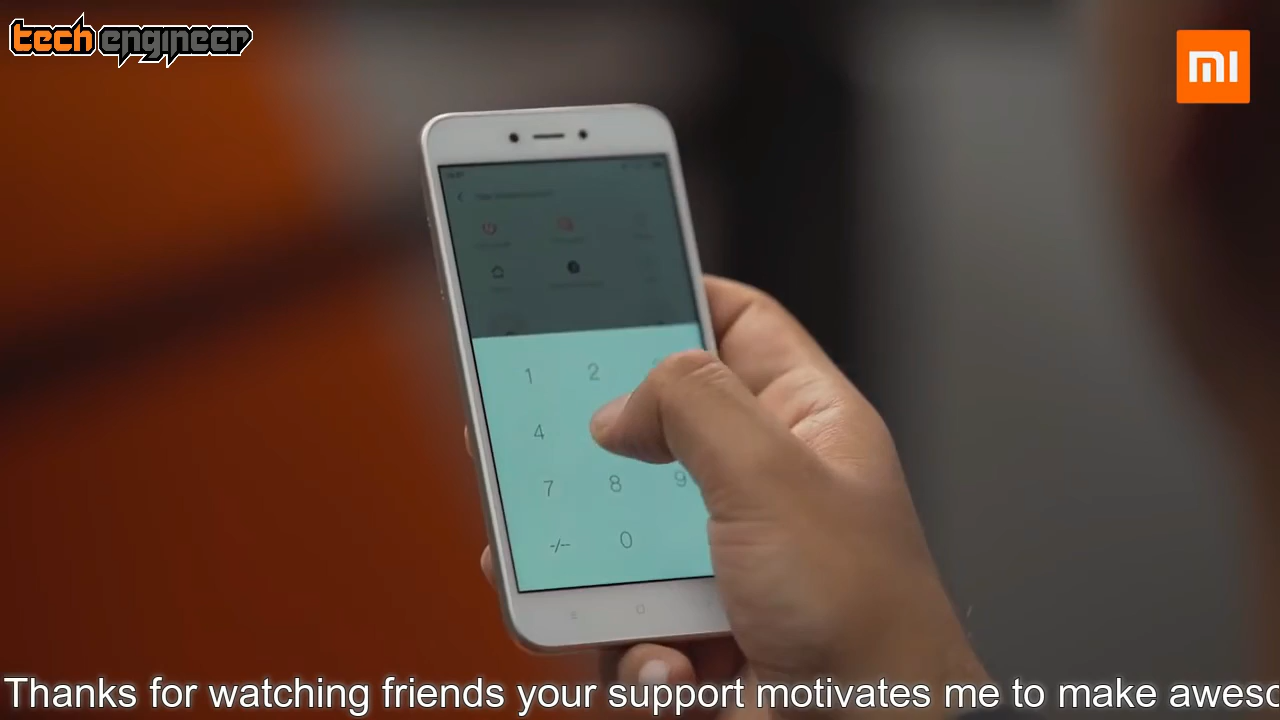 tech engineer
mi
1 2
4
7 8 9
-/-- 0
Thanks for watching friends your support motivates me to make aweso